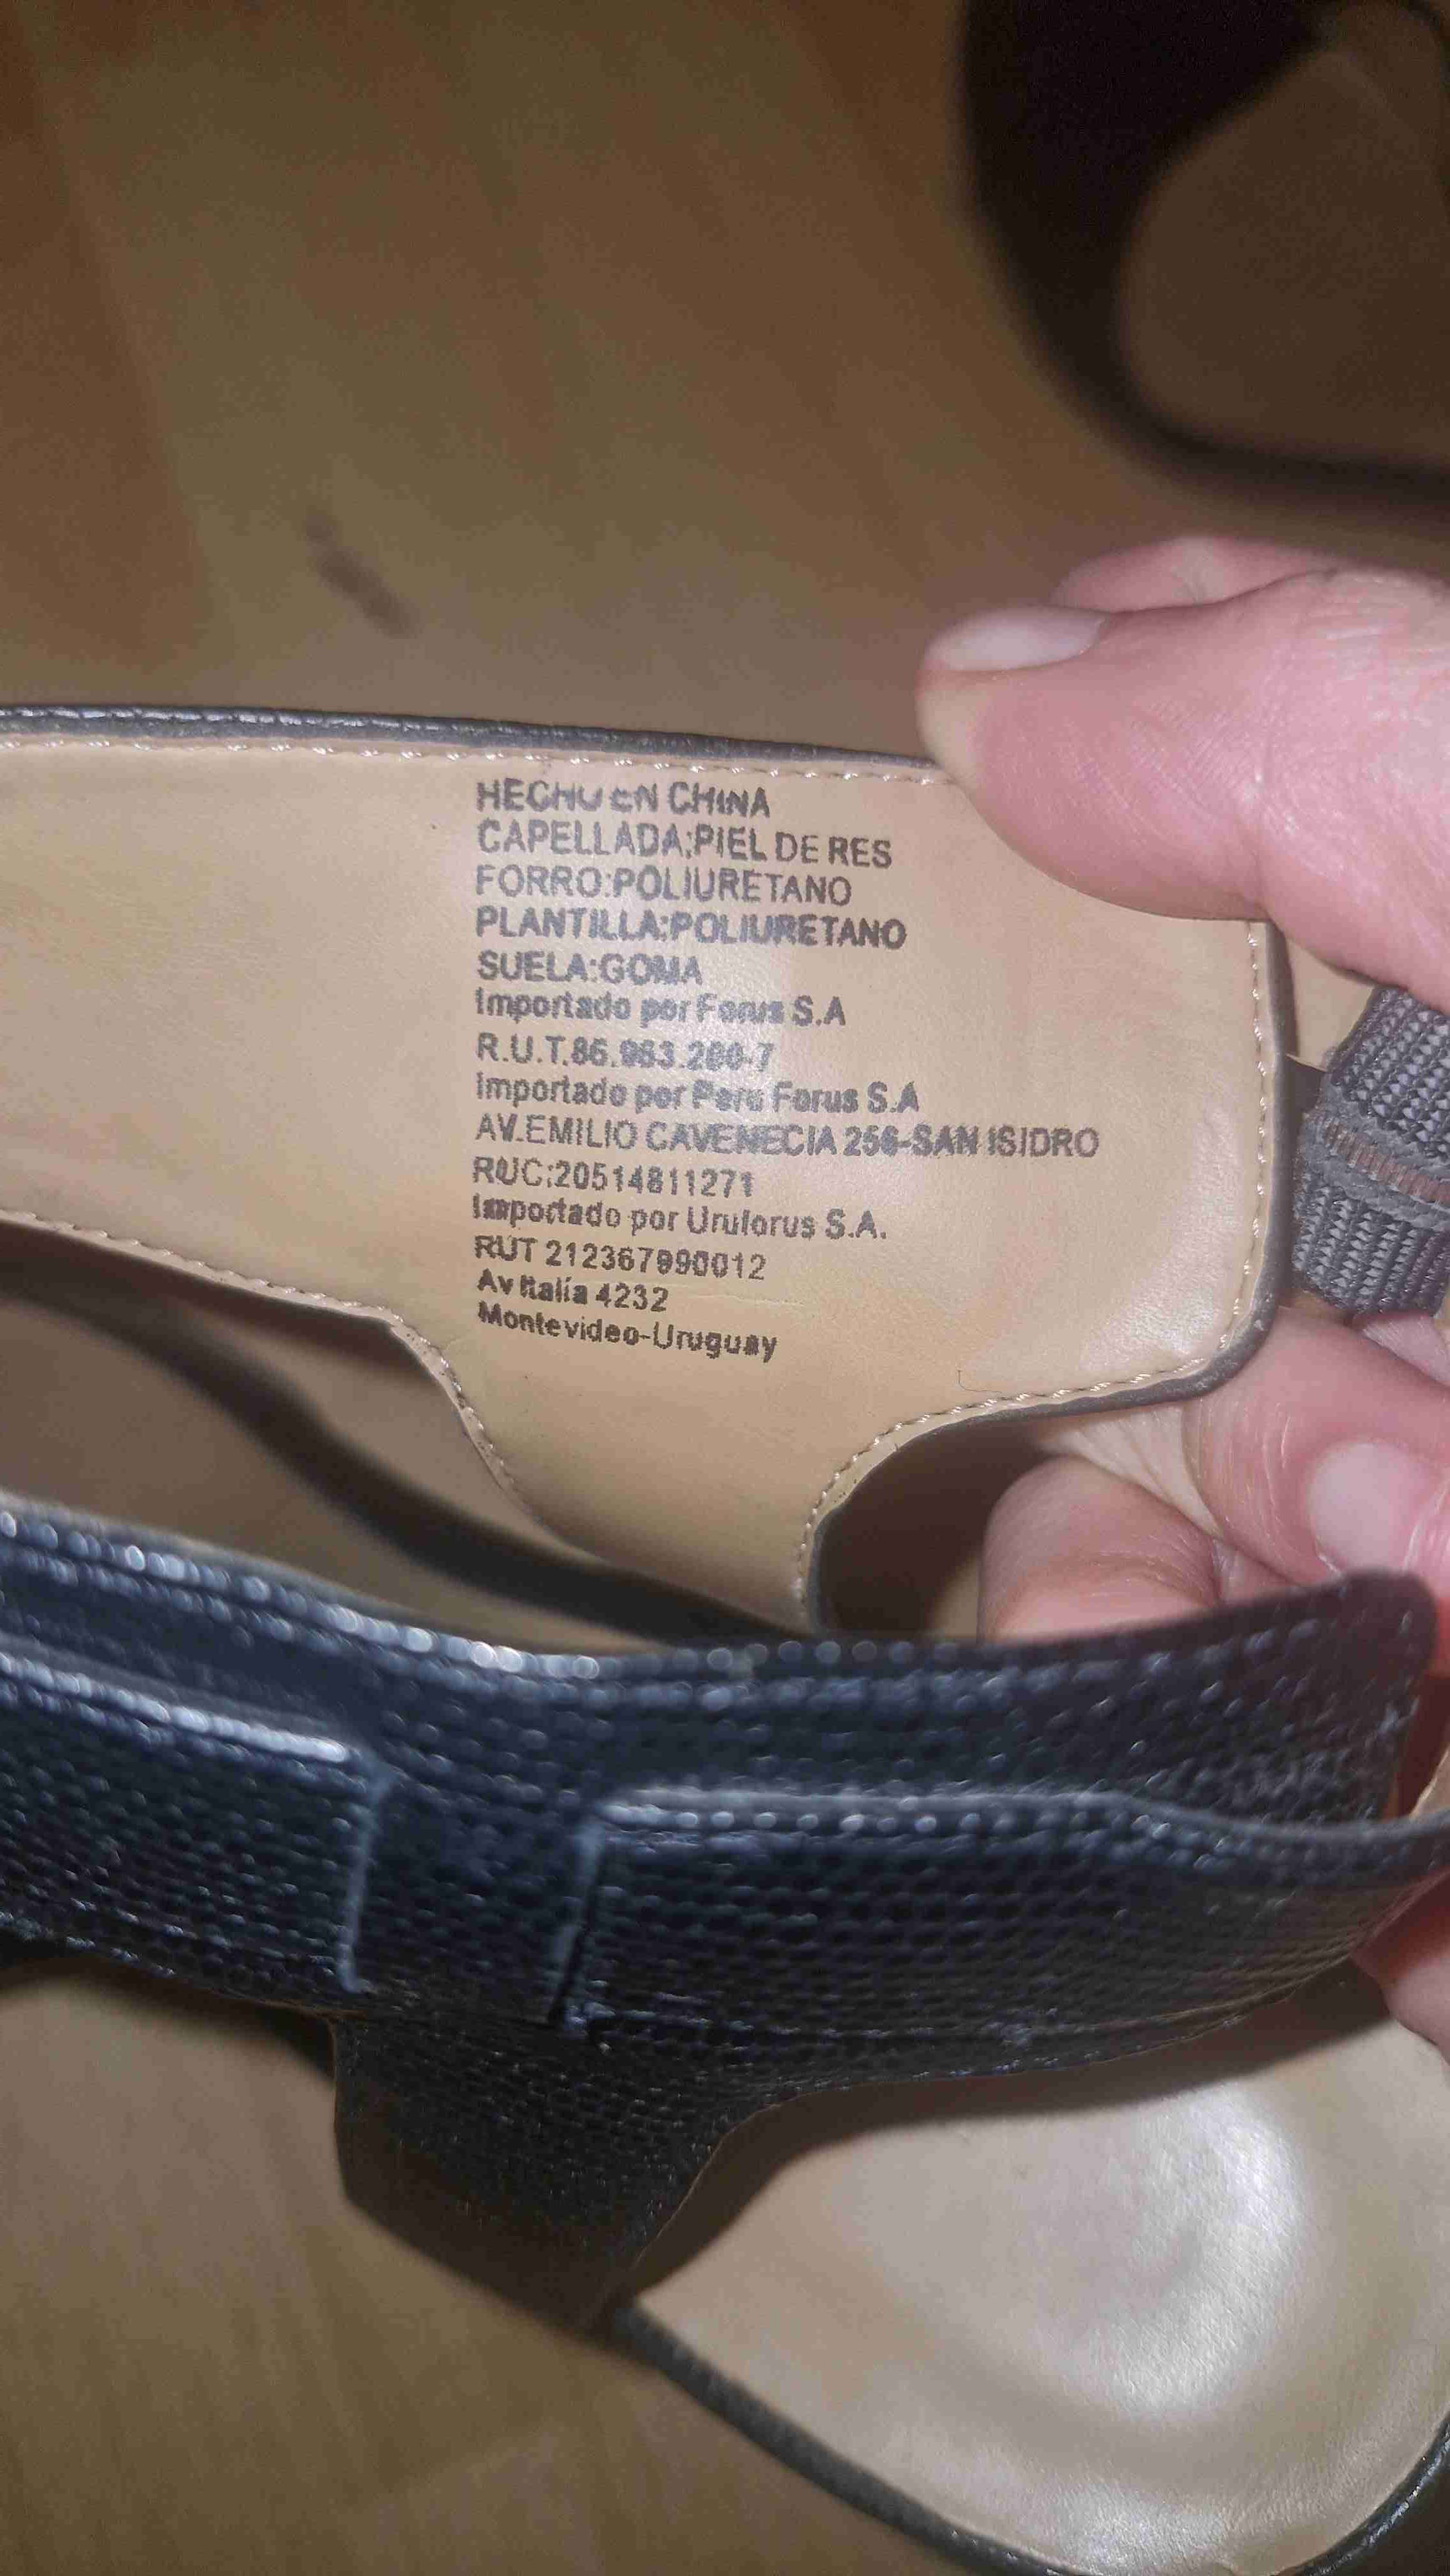 HECHO EN CHINA
CAPELLADA:PIEL DE RES
FORRO:POLIURETANO
PLANTILLA:POLIURETANO
SUELA:GOMA
Importado por Forus S.A
R.U.T.86.963.200-7
Importado por Peru Forus S.A
AV.EMILIO CAVENECIA 256-SAN ISIDRO
RUC:20514811271
Importado por Uruforus S.A.
RUT 212367990012
Av Italia 4232
Montevideo-Uruguay